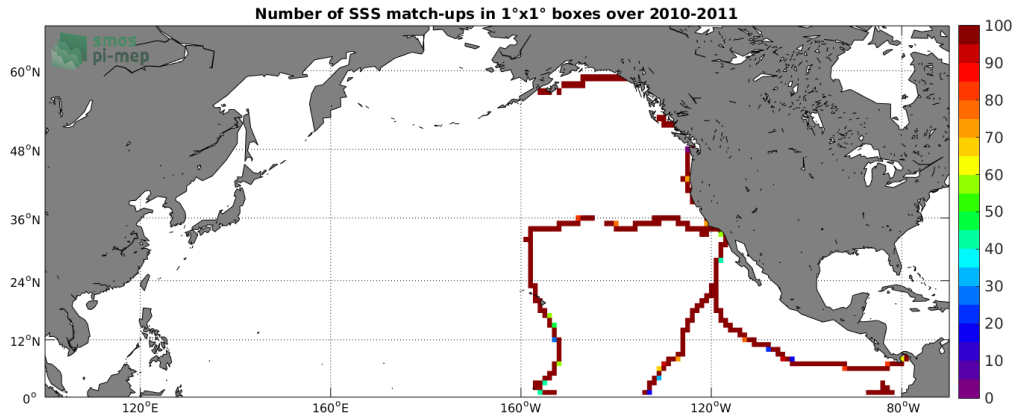 Number of SSS match-ups in 1°x1° boxes over 2010-2011
smos
pi-mep
60°N
48°N
36°N
24°N
12°N
0°
120°E
160°E
160°W
120°W
80°W
100
90
80
70
60
50
40
30
20
10
0